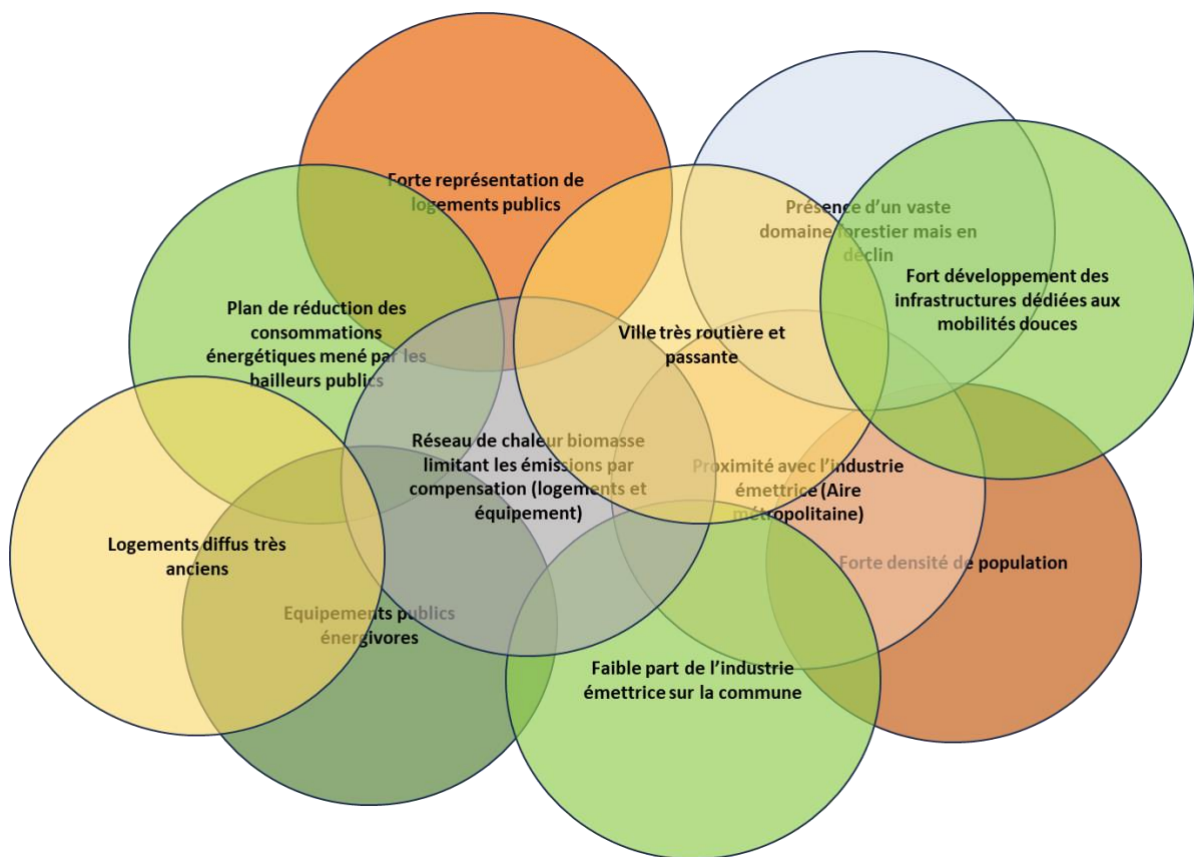 Forte représentation de
logements publics
Présence d'un vaste
domaine forestier mais en
déclin
Fort développement des
infrastructures dédiées aux
mobilités douces
Plan de réduction des
consommations
énergétiques mené par les
bailleurs publics
Ville très routière et
passante
Réseau de chaleur biomasse
limitant les émissions par
compensation (logements et
équipement)
Proximité avec l'industrie
émettrice (Aire
métropolitaine)
Logements diffus très
anciens
Forte densité de population
Equipements publics
énergivores
Faible part de l'industrie
émettrice sur la commune